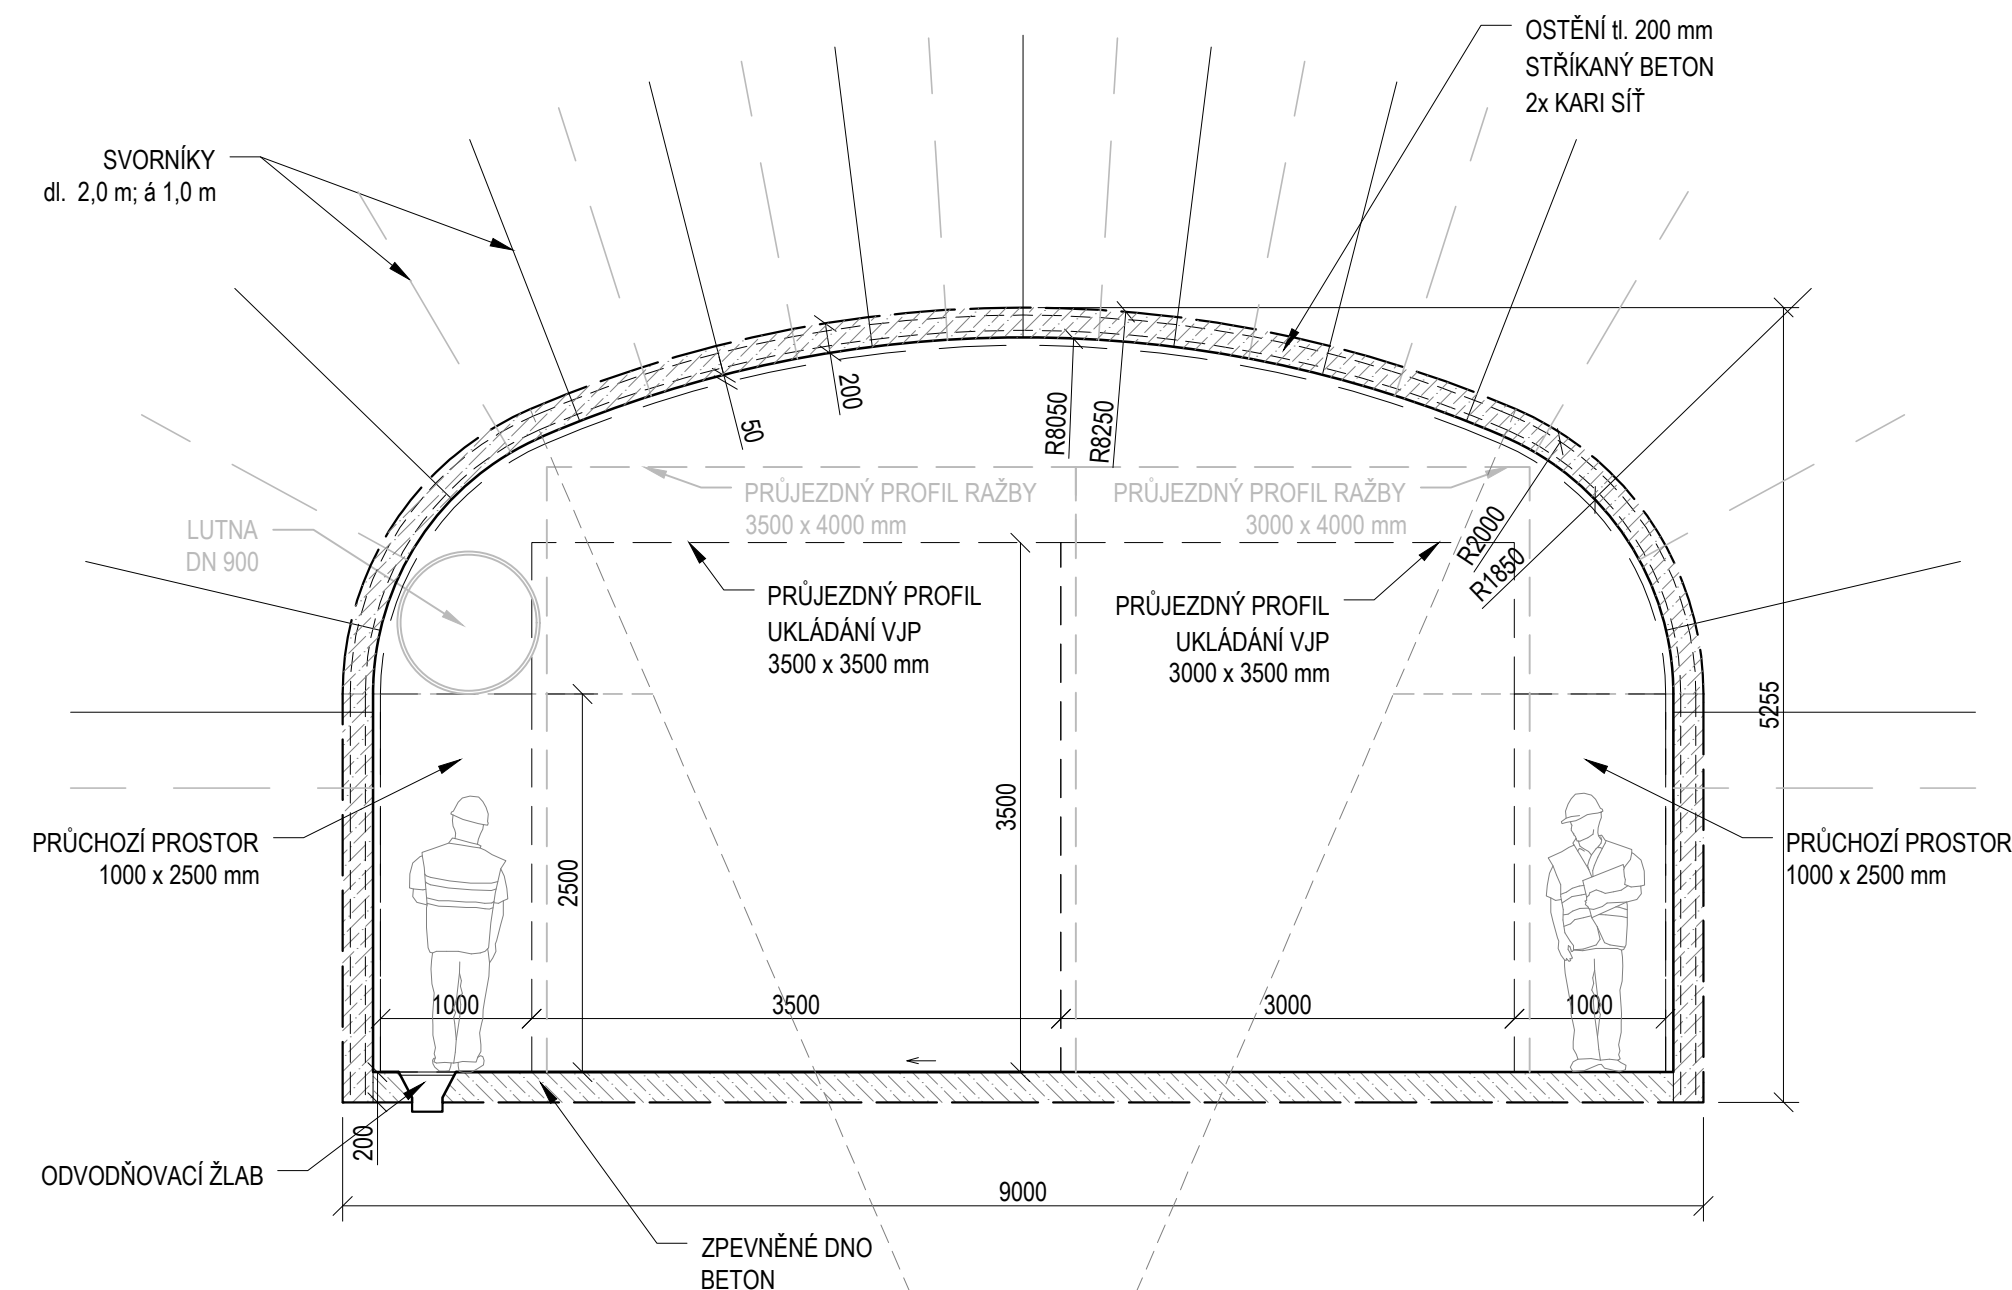 OSTĚNÍ tl. 200 mm
STŘÍKANÝ BETON
2x KARI SÍŤ
SVORNÍKY
dl. 2,0 m; á 1,0 m
200
50
R8050
R8250
PRŮJEZDNÝ PROFIL RAŽBY
3500 x 4000 mm
PRŮJEZDNÝ PROFIL RAŽBY
3000 x 4000 mm
LUTNA
DN 900
R2000
R1850
PRŮJEZDNÝ PROFIL
UKLÁDÁNÍ VJP
3500 x 3500 mm
PRŮJEZDNÝ PROFIL
UKLÁDÁNÍ VJP
3000 x 3500 mm
5255
3500
2500
PRŮCHOZÍ PROSTOR
1000 x 2500 mm
PRŮCHOZÍ PROSTOR
1000 x 2500 mm
1000
3500
3000
1000
200
ODVODŇOVACÍ ŽLAB
9000
ZPEVNĚNÉ DNO
BETON